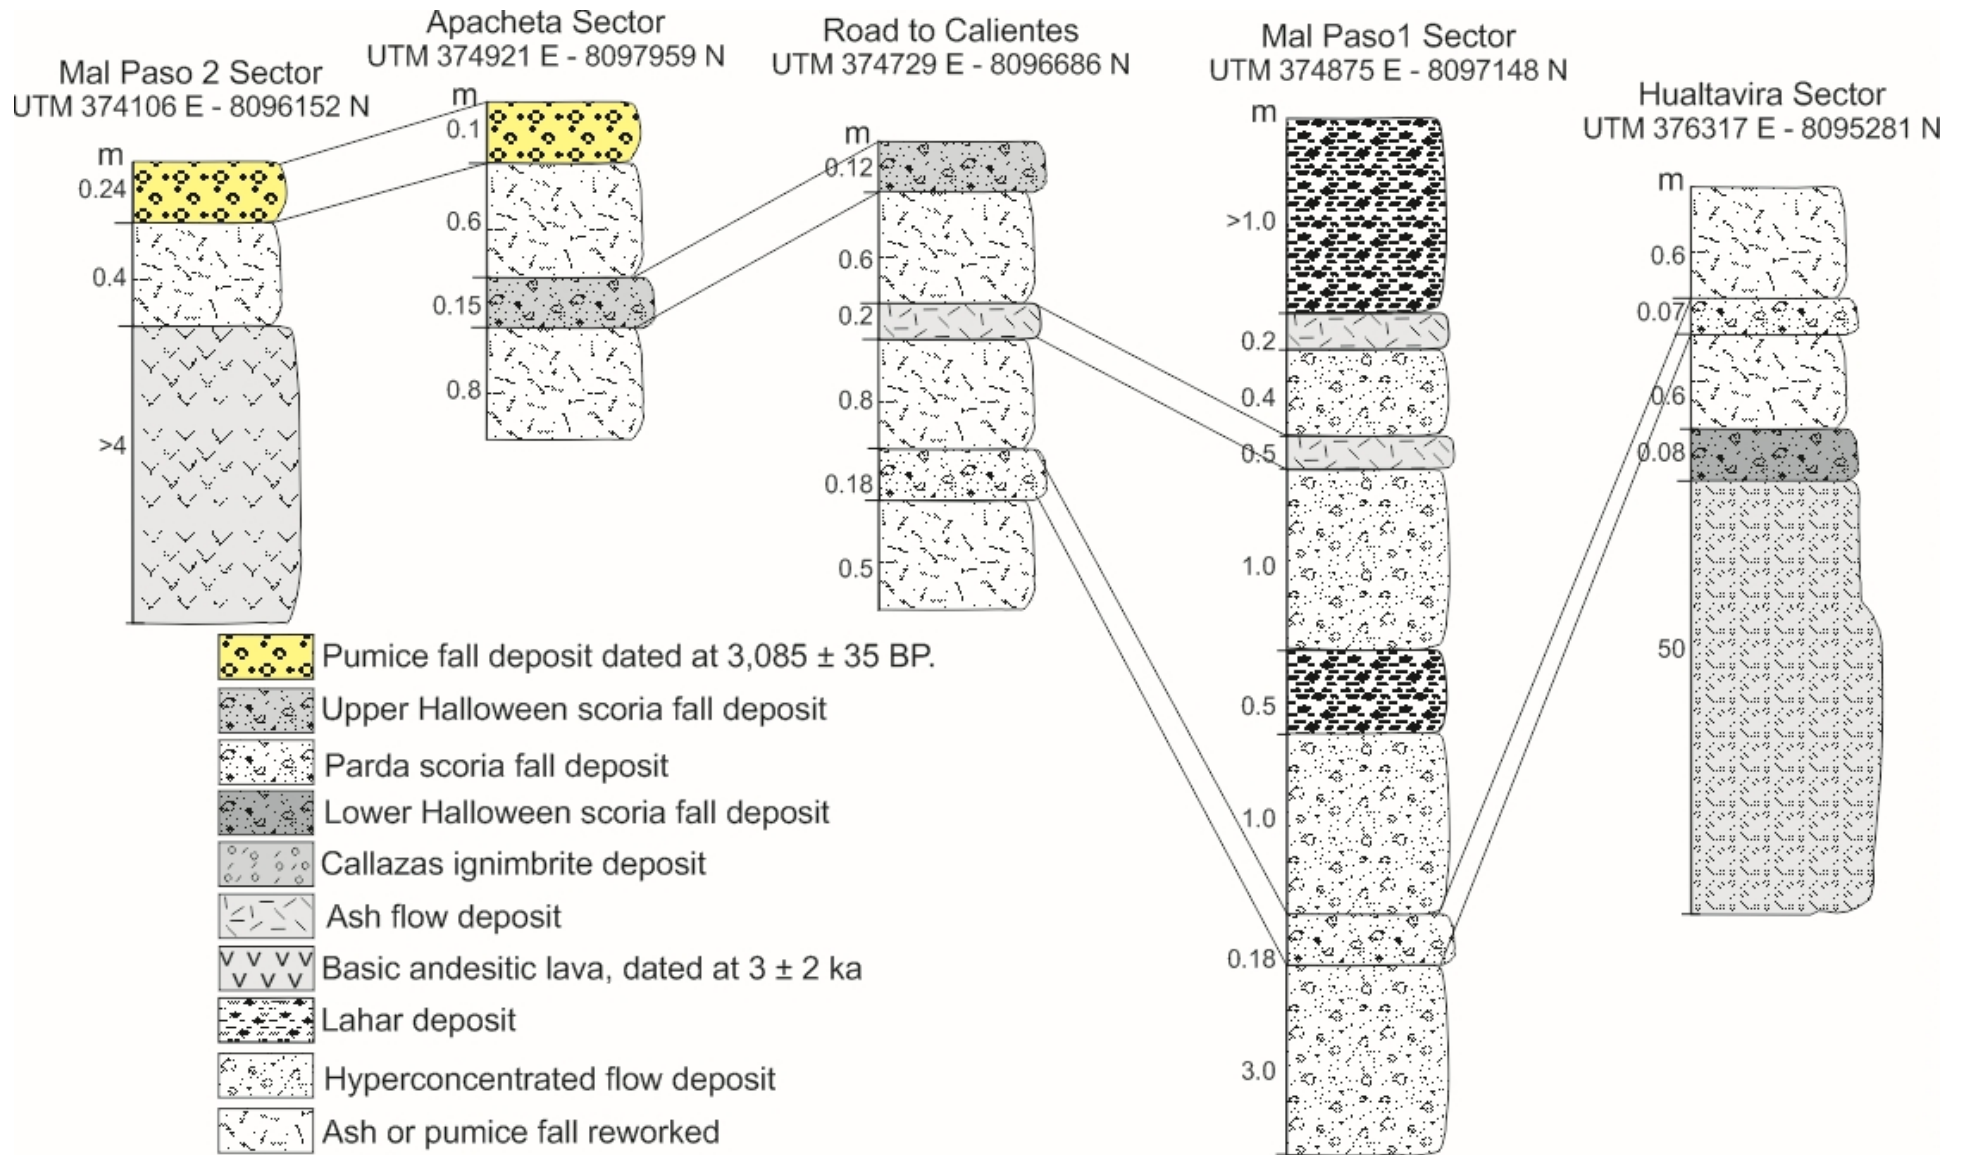 Mal Paso 2 Sector
UTM 374106 E - 8096152 N
m
0.24
0.4
>4
Apacheta Sector
UTM 374921 E - 8097959 N
m
0.1
0.6
0.15
0.8
Road to Calientes
UTM 374729 E - 8096686 N
m
0.12
0.6
0.2
0.8
0.18
0.5
Mal Paso1 Sector
UTM 374875 E - 8097148 N
m
>1.0
0.2
0.4
0.5
1.0
0.5
1.0
0.18
3.0
Hualtavira Sector
UTM 376317 E - 8095281 N
m
0.6
0.07
0.6
0.08
50
Pumice fall deposit dated at 3,085 ± 35 BP.
Upper Halloween scoria fall deposit
Parda scoria fall deposit
Lower Halloween scoria fall deposit
Callazas ignimbrite deposit
Ash flow deposit
Basic andesitic lava, dated at 3 ± 2 ka
Lahar deposit
Hyperconcentrated flow deposit
Ash or pumice fall reworked